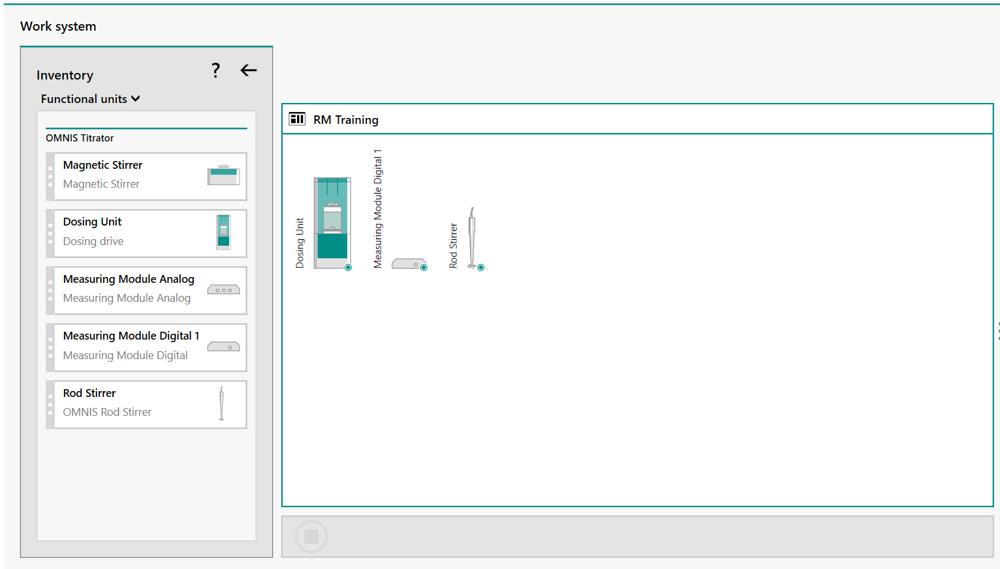 Work system
Inventory
?
Functional units
OMNIS Titrator
Magnetic Stirrer
Magnetic Stirrer
Dosing Unit
Dosing drive
Measuring Module Analog
Measuring Module Analog
Measuring Module Digital 1
Measuring Module Digital
Rod Stirrer
OMNIS Rod Stirrer
RM Training
Dosing Unit
Measuring Module Digital 1
Rod Stirrer